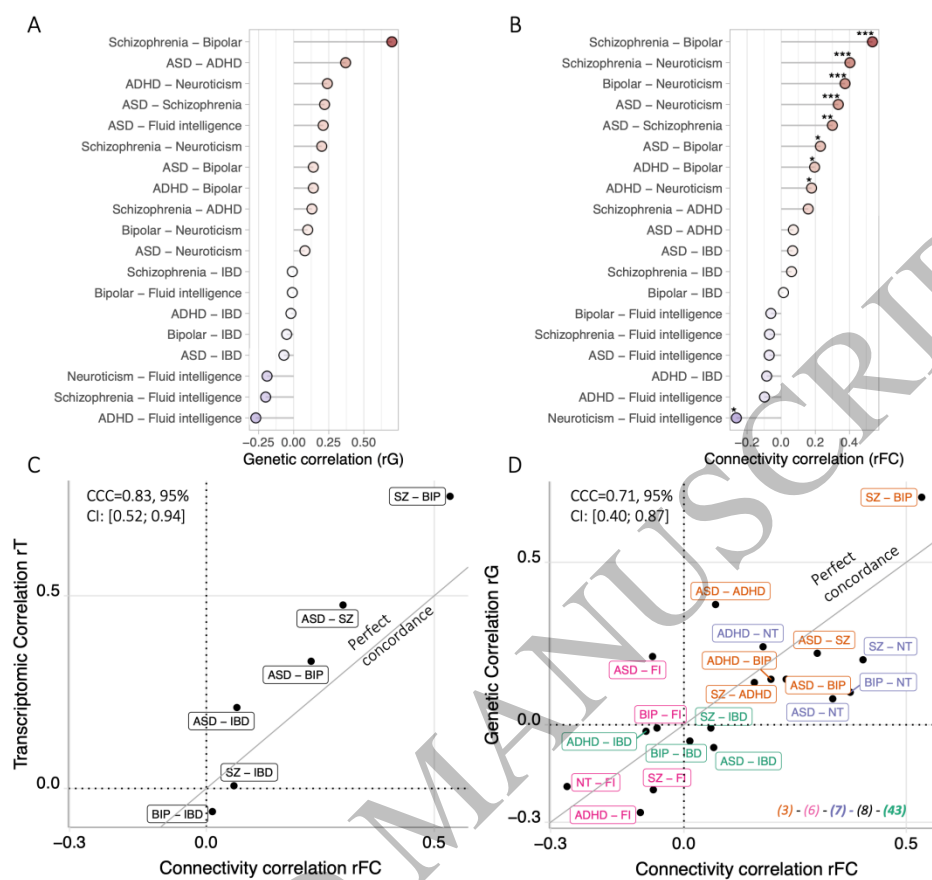 A
Schizophrenia – Bipolar
ASD – ADHD
ADHD – Neuroticism
ASD – Schizophrenia
ASD – Fluid intelligence
Schizophrenia – Neuroticism
ASD – Bipolar
ADHD – Bipolar
Schizophrenia – ADHD
Bipolar – Neuroticism
ASD – Neuroticism
Schizophrenia – IBD
Bipolar – Fluid intelligence
ADHD – IBD
Bipolar – IBD
ASD – IBD
Neuroticism – Fluid intelligence
Schizophrenia – Fluid intelligence
ADHD – Fluid intelligence
−0.25 0.00 0.25 0.50
Genetic correlation (rG)
B
Schizophrenia – Bipolar ***
Schizophrenia – Neuroticism ***
Bipolar – Neuroticism ***
ASD – Neuroticism ***
ASD – Schizophrenia **
ASD – Bipolar *
ADHD – Bipolar *
ADHD – Neuroticism *
Schizophrenia – ADHD
ASD – ADHD
ASD – IBD
Schizophrenia – IBD
Bipolar – IBD
Bipolar – Fluid intelligence
Schizophrenia – Fluid intelligence
ASD – Fluid intelligence
ADHD – IBD
ADHD – Fluid intelligence
Neuroticism – Fluid intelligence *
−0.2 0.0 0.2 0.4
Connectivity correlation (rFC)
C
CCC=0.83, 95%
CI: [0.52; 0.94]
Transcriptomic Correlation rT
0.5
0.0
SZ – BIP
ASD – SZ
Perfect
concordance
ASD – BIP
ASD – IBD
SZ – IBD
BIP – IBD
−0.3 0.0 0.5
Connectivity correlation rFC
D
CCC=0.71, 95%
CI: [0.40; 0.87]
Genetic Correlation rG
0.5
0.0
−0.3
SZ – BIP
Perfect
concordance
ASD – ADHD
ADHD – NT
ASD – SZ
SZ – NT
ASD – FI
ADHD – BIP
SZ – ADHD
ASD – BIP
BIP – NT
ASD – NT
BIP – FI
SZ – IBD
ADHD – IBD
BIP – IBD
ASD – IBD
NT – FI
SZ – FI
ADHD – FI
(3) - (6) - (7) - (8) - (43)
0.0 0.5
Connectivity correlation rFC
MANUSCRI